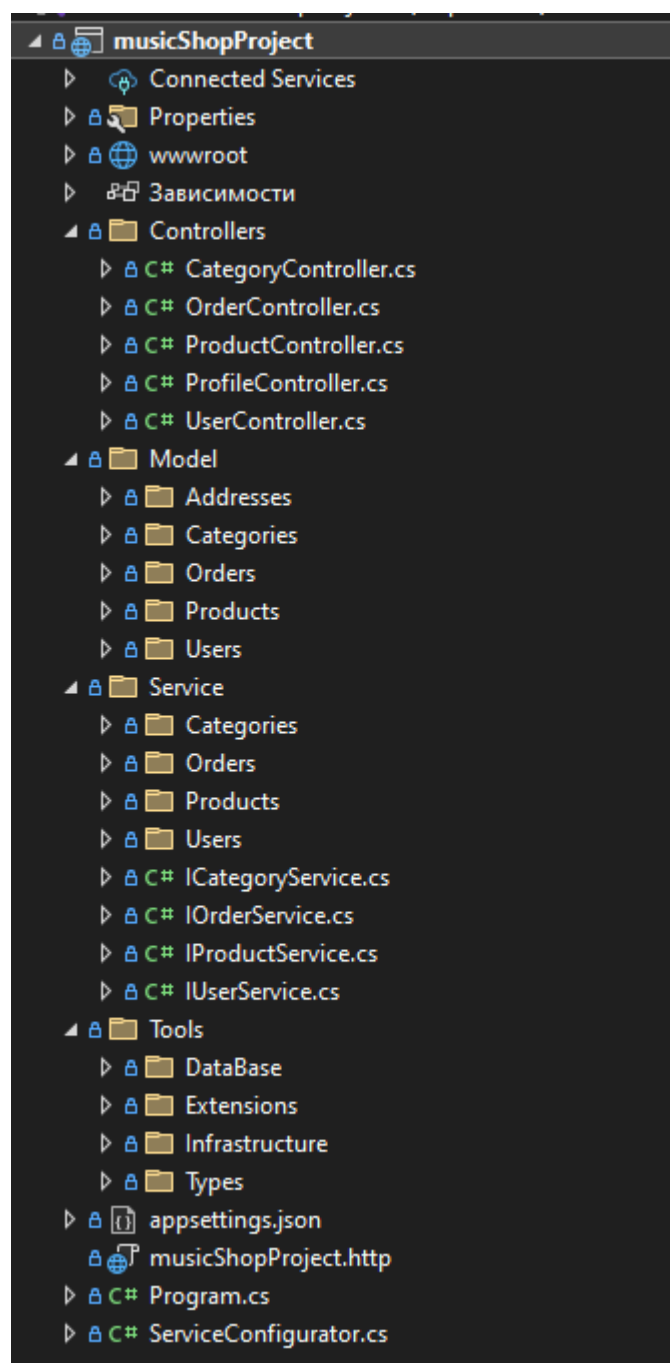 musicShopProject
Connected Services
Properties
wwwroot
Зависимости
Controllers
C# CategoryController.cs
C# OrderController.cs
C# ProductController.cs
C# ProfileController.cs
C# UserController.cs
Model
Addresses
Categories
Orders
Products
Users
Service
Categories
Orders
Products
Users
C# ICategoryService.cs
C# IOrderService.cs
C# IProductService.cs
C# IUserService.cs
Tools
DataBase
Extensions
Infrastructure
Types
appsettings.json
musicShopProject.http
C# Program.cs
C# ServiceConfigurator.cs